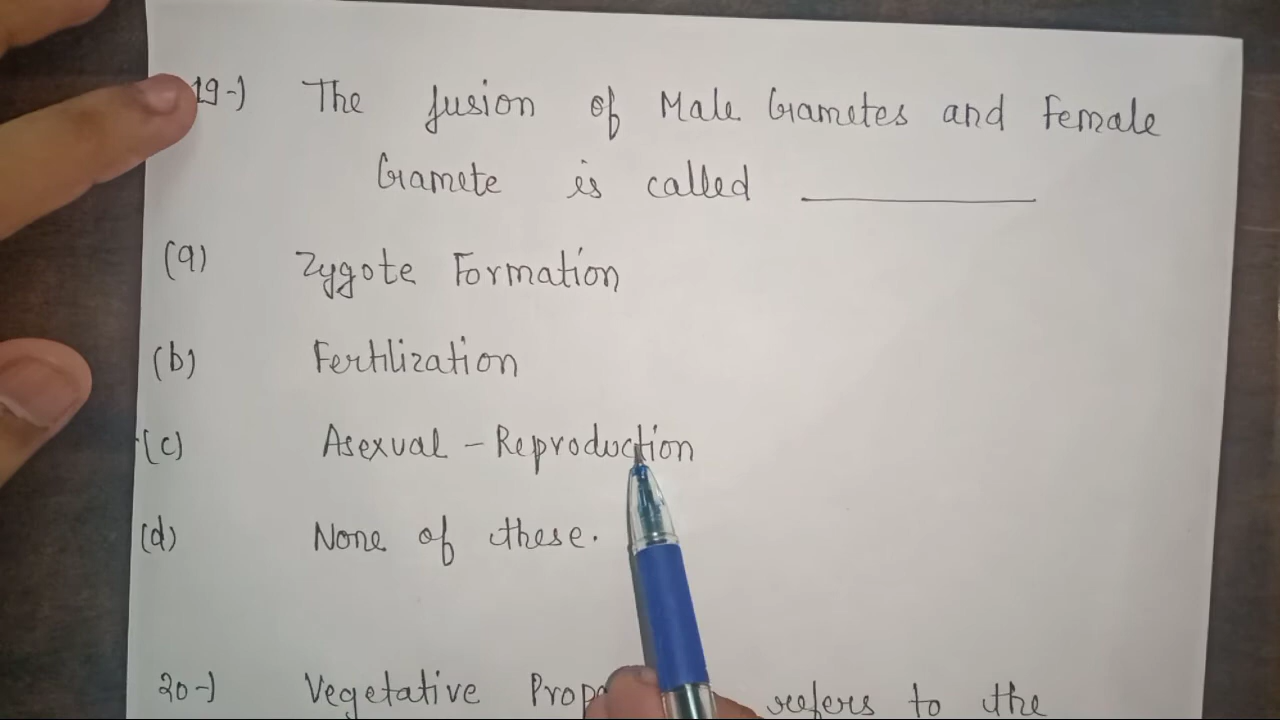 19-) The fusion of Male Gametes and Female
Gamete is called ________
(a) Zygote Formation
(b) Fertilization
(c) Asexual - Reproduction
(d) None of these.
20-) Vegetative refers to the